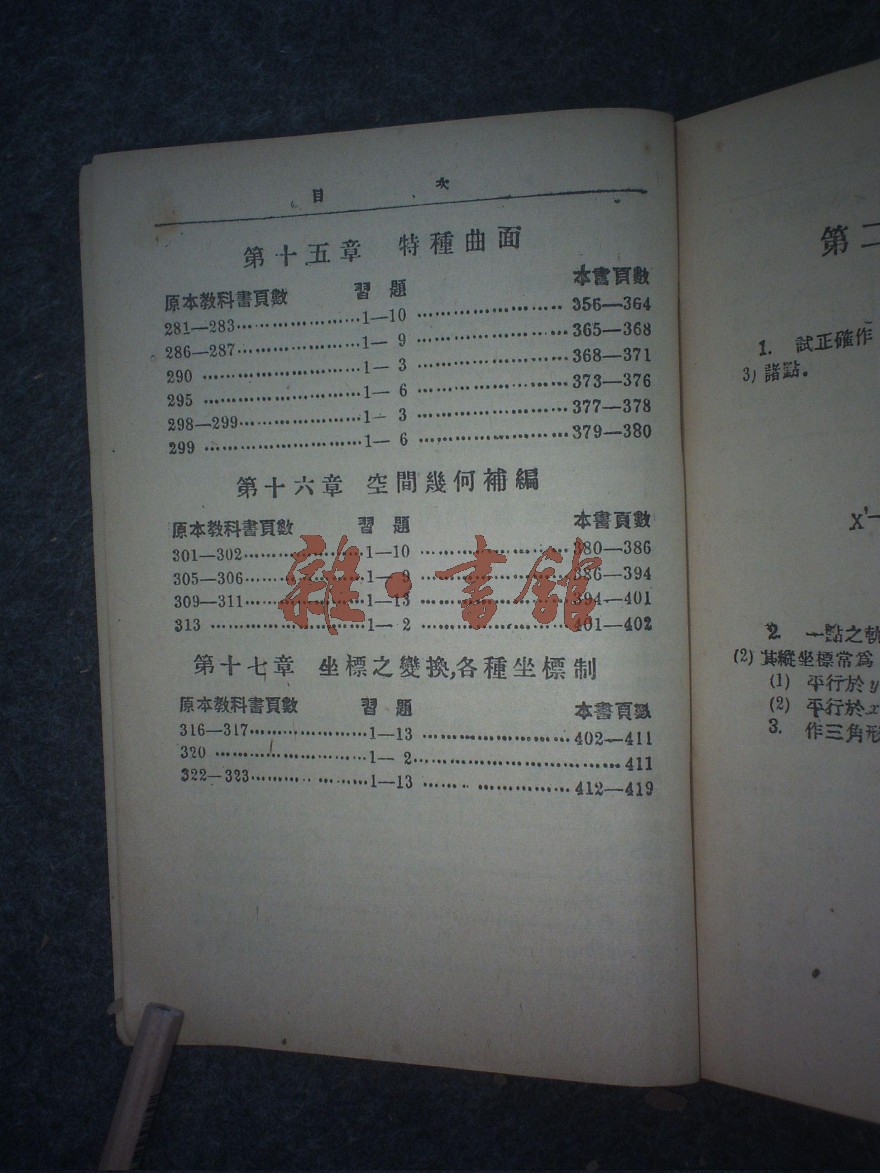 目 次
第十五章 特種曲面
原本教科書頁數 習題 本書頁數
281—283····················1—10 ······················356—364
286—287····················1— 9 ······················365—368
290 ························1— 3 ······················368—371
295 ························1— 6 ······················373—376
298—299····················1— 3 ······················377—378
299 ························1— 6 ······················379—380
第十六章 空間幾何補編
原本教科書頁數 習題 本書頁數
301—302····················1—10 ······················380—386
305—306····················1— 9 ······················386—394
309—311····················1—13 ······················394—401
313 ························1— 2 ······················401—402
雜·書館
第十七章 坐標之變換,各種坐標制
原本教科書頁數 習題 本書頁數
316—317····················1—13 ······················402—411
320 ························1— 2······························411
322—323····················1—13 ······················412—419
第二
1. 試正確作
3) 諸點。
X'—
2. 一點之軌
(2) 其縱坐標常爲
(1) 平行於 y
(2) 平行於 x
3. 作三角形